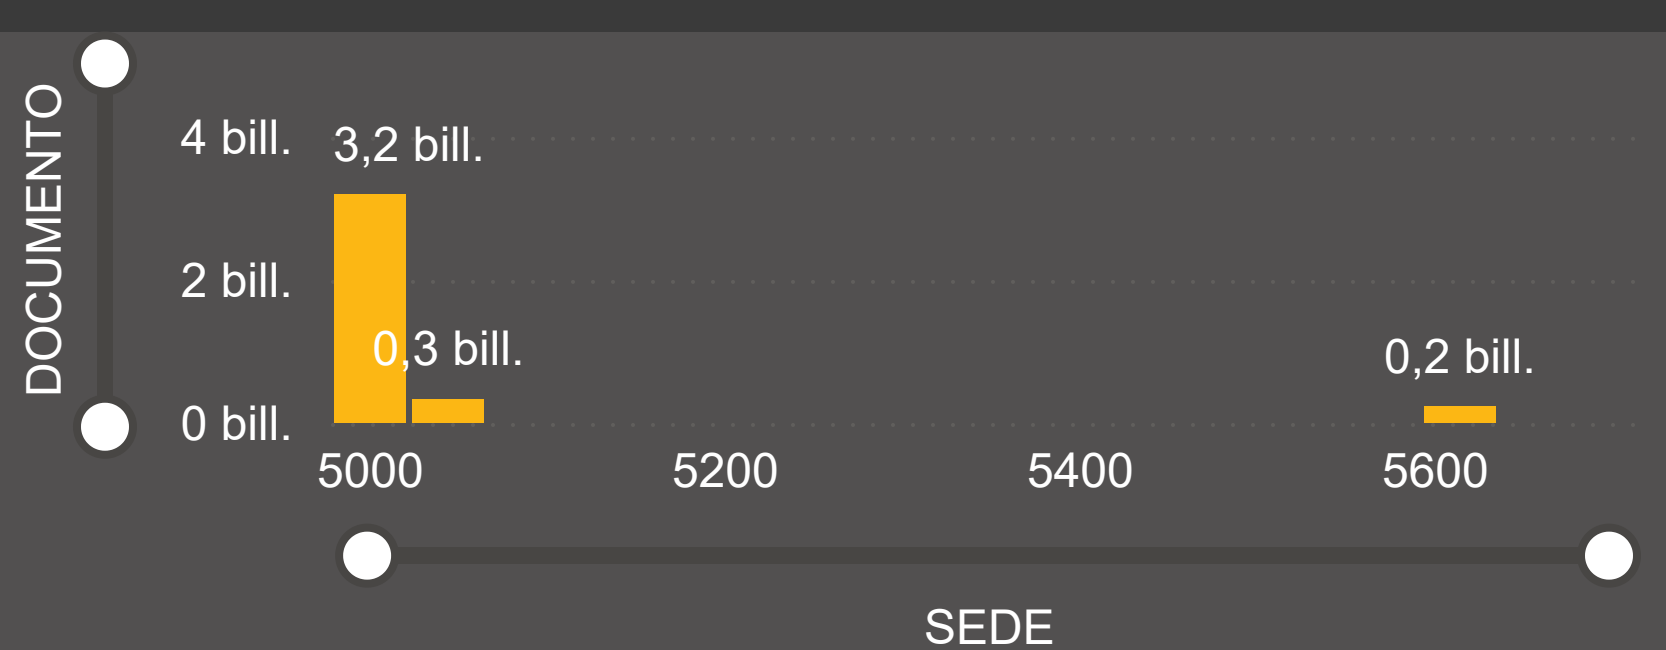 DOCUMENTO
4 bill.
3,2 bill.
2 bill.
0,3 bill.
0,2 bill.
0 bill.
5000 5200 5400 5600
SEDE